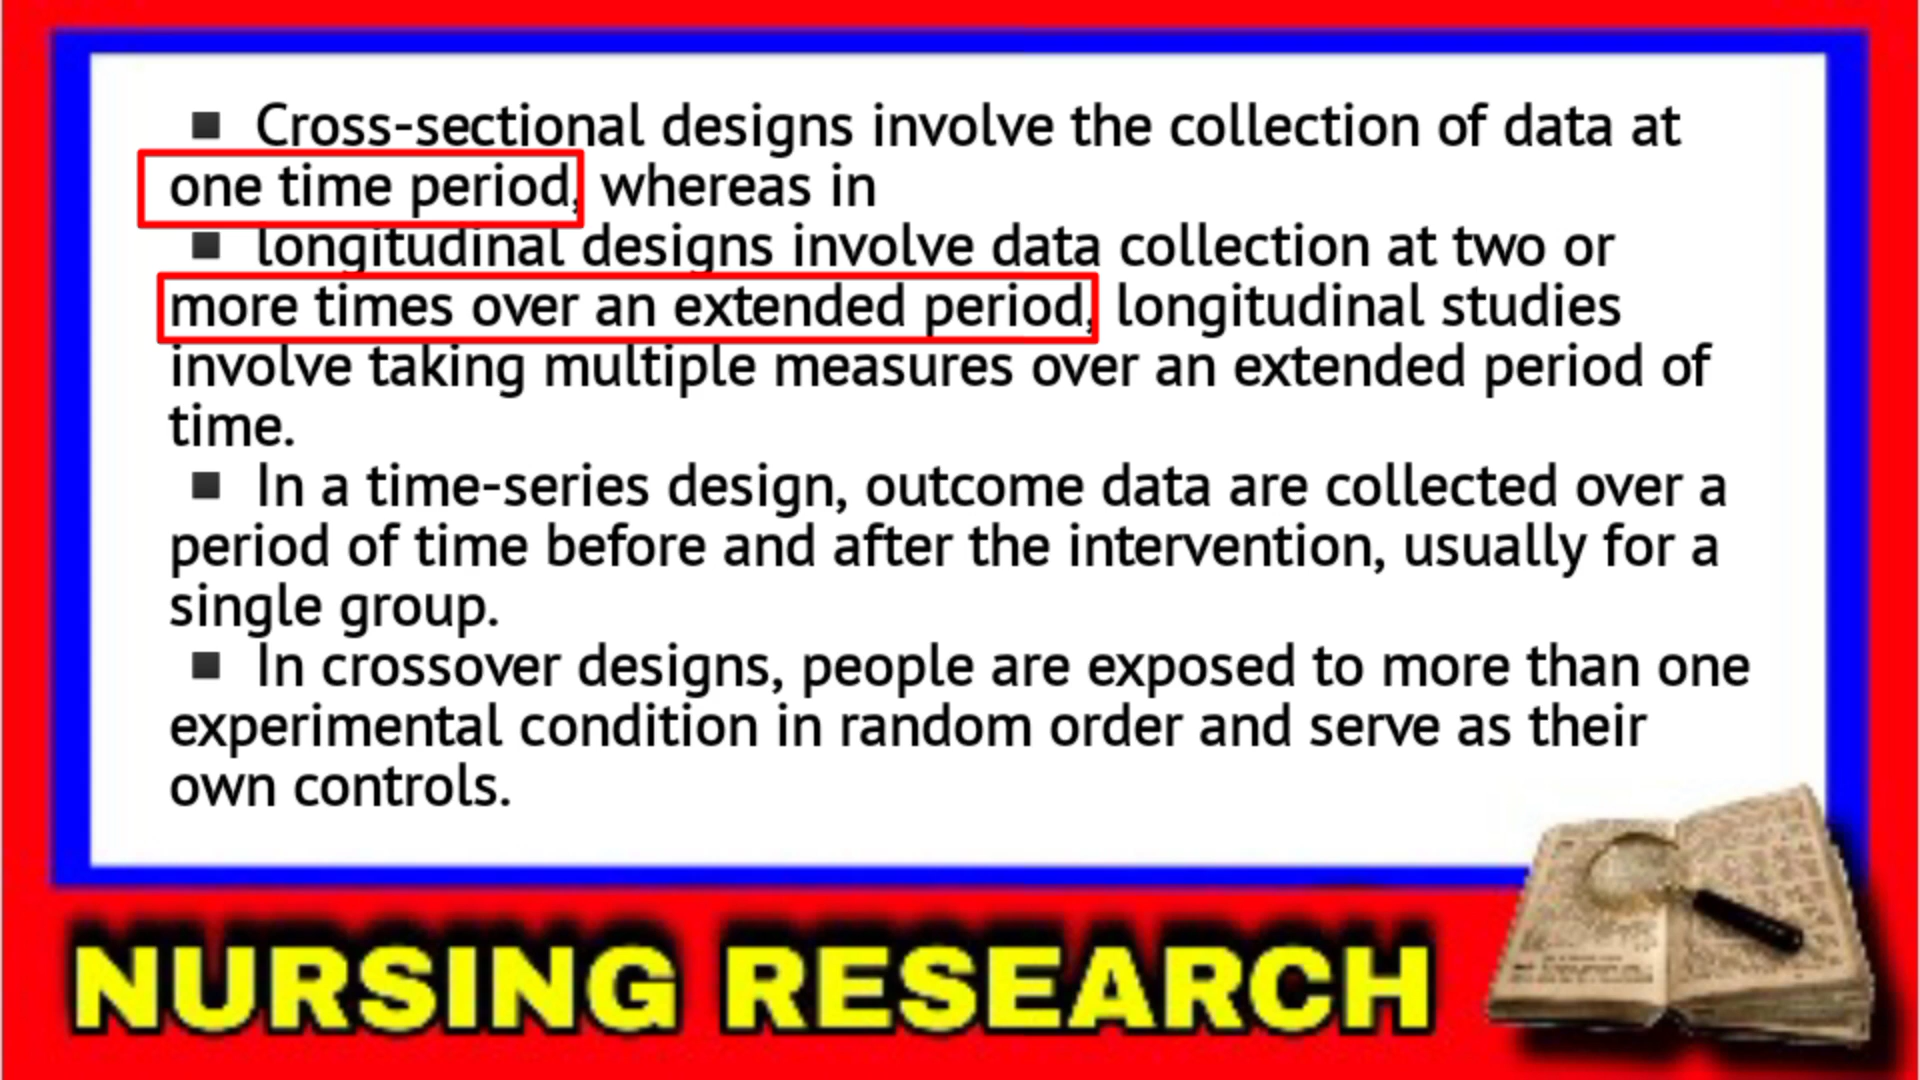 ▪ Cross-sectional designs involve the collection of data at
one time period, whereas in
▪ longitudinal designs involve data collection at two or
more times over an extended period, longitudinal studies
involve taking multiple measures over an extended period of
time.
▪ In a time-series design, outcome data are collected over a
period of time before and after the intervention, usually for a
single group.
▪ In crossover designs, people are exposed to more than one
experimental condition in random order and serve as their
own controls.
NURSING RESEARCH